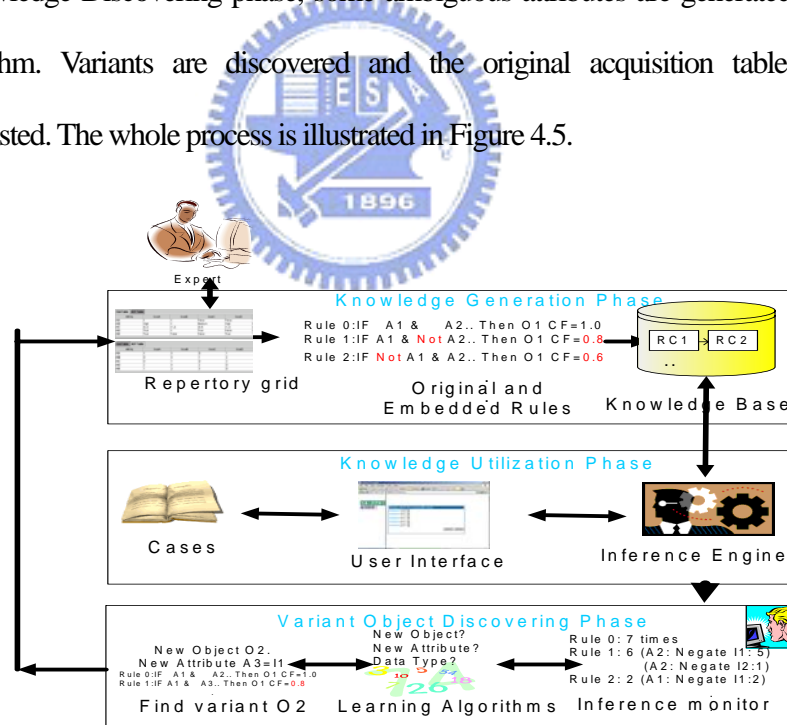 wledge Discovering phase, some ambiguous attributes are generated
hm. Variants are discovered and the original acquisition table
sted. The whole process is illustrated in Figure 4.5.
E S
1896
Expert
Knowledge Generation Phase
Rule 0:IF A1 & A2.. Then O1 CF=1.0
Rule 1:IF A1 & Not A2.. Then O1 CF=0.8
Rule 2:IF Not A1 & A2.. Then O1 CF=0.6
RC1 RC2
..
Repertory grid
Original and
Embedded Rules
Knowledge Base
Knowledge Utilization Phase
Cases
User Interface
Inference Engine
Variant Object Discovering Phase
New Object O2.
New Attribute A3=I1
Rule 0:IF A1 & A2.. Then O1 CF=1.0
Rule 1:IF A1 & A3.. Then O1 CF=0.8
New Object?
New Attribute?
Data Type?
Rule 0: 7 times
Rule 1: 6 (A2: Negate I1: 5)
(A2: Negate I2:1)
Rule 2: 2 (A1: Negate I1:2)
Find variant O2
Learning Algorithms
Inference monitor